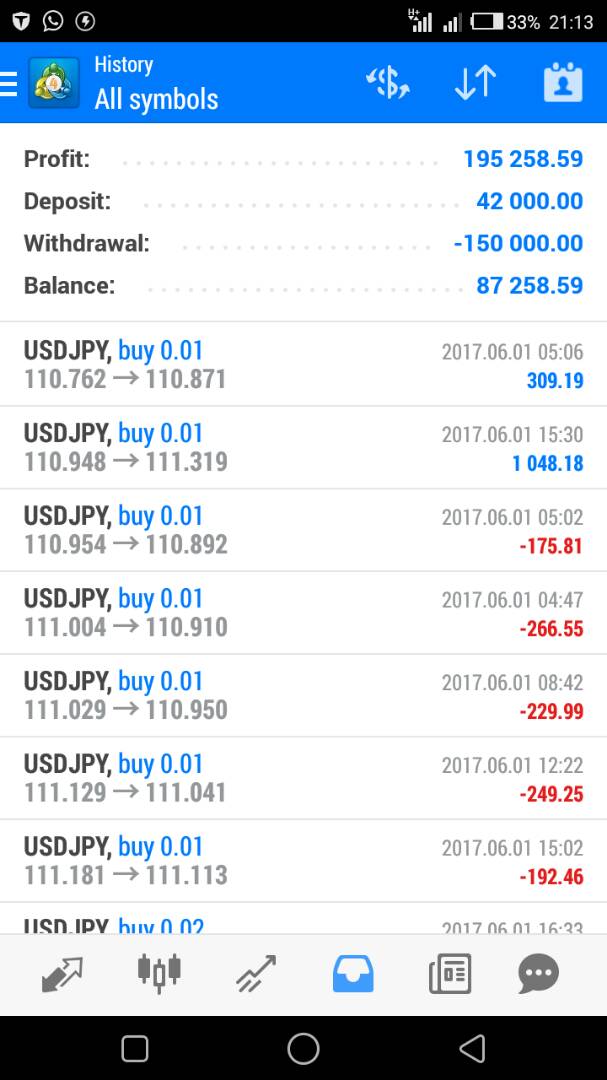 H+ 33% 21:13
History
All symbols
Profit: 195 258.59
Deposit: 42 000.00
Withdrawal: -150 000.00
Balance: 87 258.59
USDJPY, buy 0.01 2017.06.01 05:06
110.762 → 110.871 309.19
USDJPY, buy 0.01 2017.06.01 15:30
110.948 → 111.319 1 048.18
USDJPY, buy 0.01 2017.06.01 05:02
110.954 → 110.892 -175.81
USDJPY, buy 0.01 2017.06.01 04:47
111.004 → 110.910 -266.55
USDJPY, buy 0.01 2017.06.01 08:42
111.029 → 110.950 -229.99
USDJPY, buy 0.01 2017.06.01 12:22
111.129 → 111.041 -249.25
USDJPY, buy 0.01 2017.06.01 15:02
111.181 → 111.113 -192.46
USDJPY, buy 0.02 2017.06.01 16:33